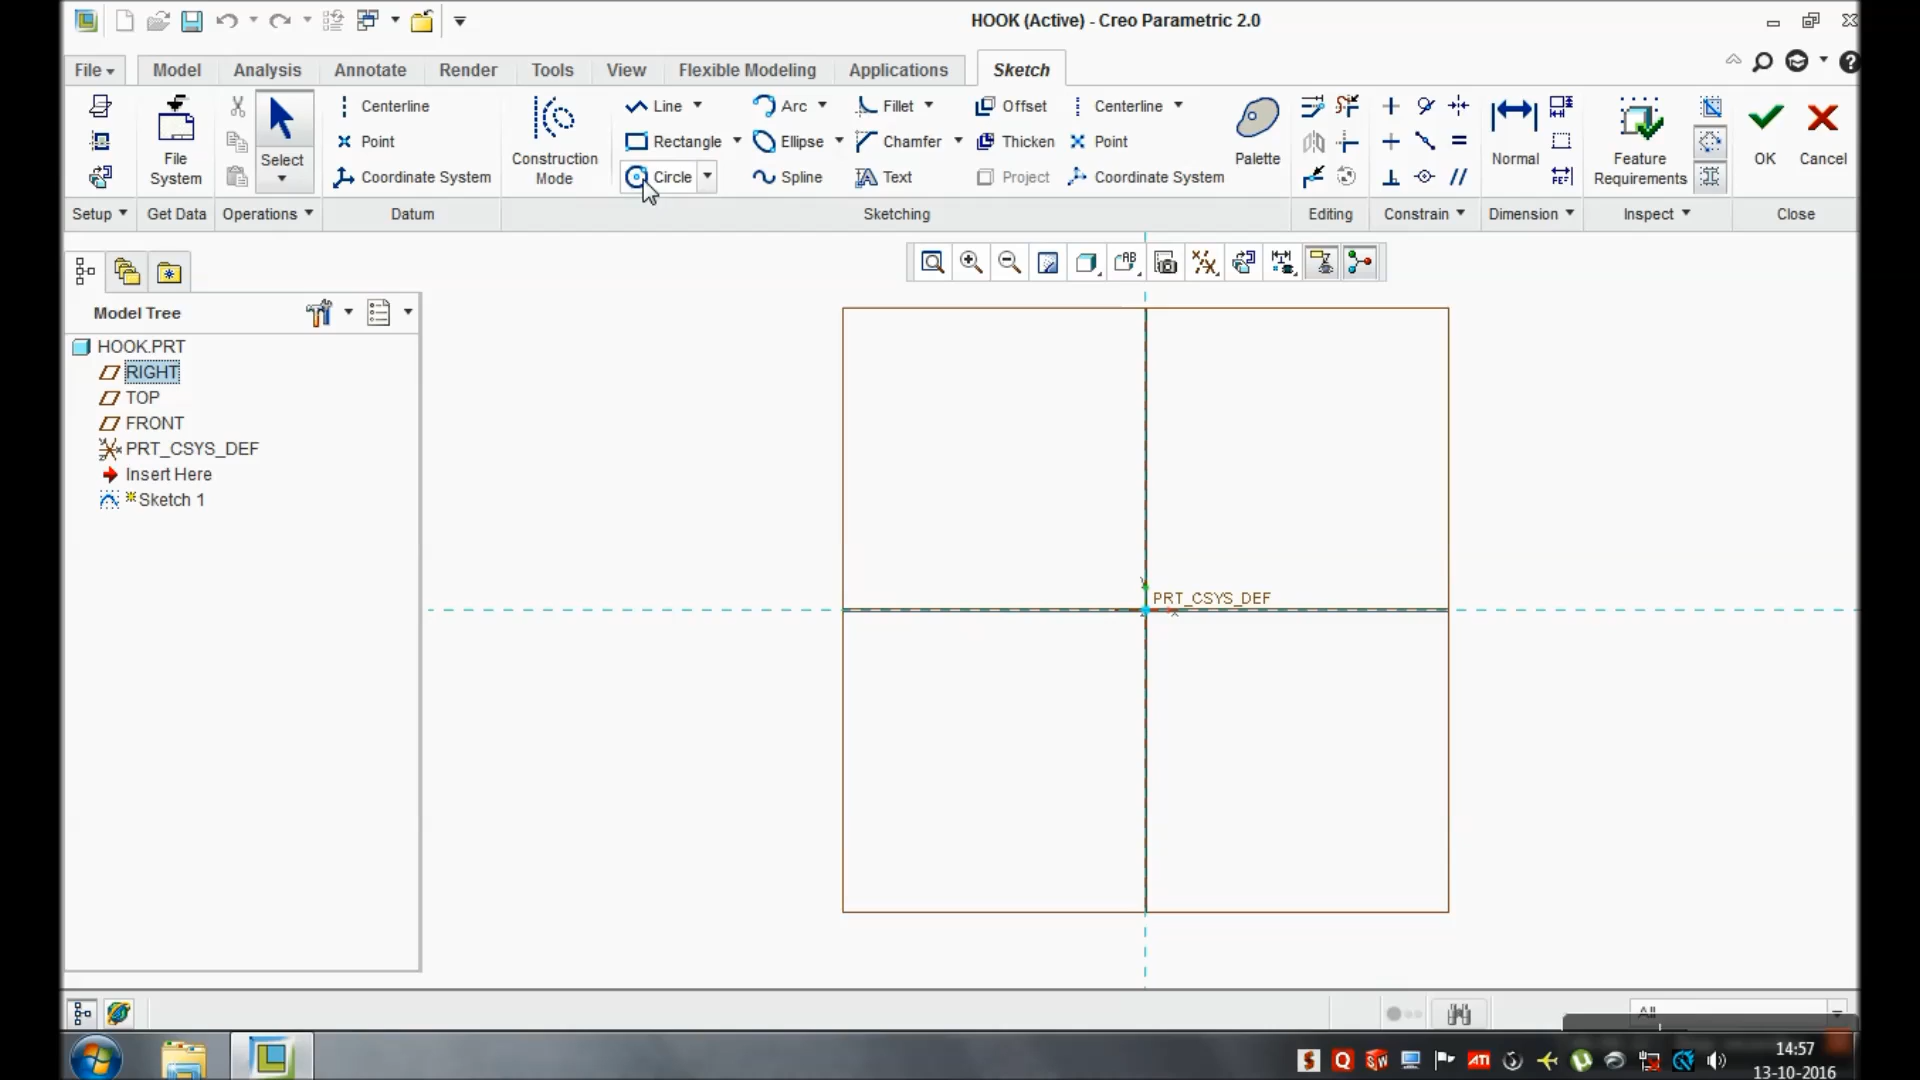 HOOK (Active) - Creo Parametric 2.0
File Model Analysis Annotate Render Tools View Flexible Modeling Applications Sketch
Centerline Line Arc Fillet Offset Centerline
Point Rectangle Ellipse Chamfer Thicken Point
Coordinate System Circle Spline Text Project Coordinate System
File System
Select
Construction Mode
Palette
Normal
Feature Requirements
OK Cancel
Setup Get Data Operations Datum Sketching Editing Constrain Dimension Inspect Close
Model Tree
HOOK.PRT
RIGHT
TOP
FRONT
PRT_CSYS_DEF
Insert Here
Sketch 1
PRT_CSYS_DEF
All
14:57
13-10-2016